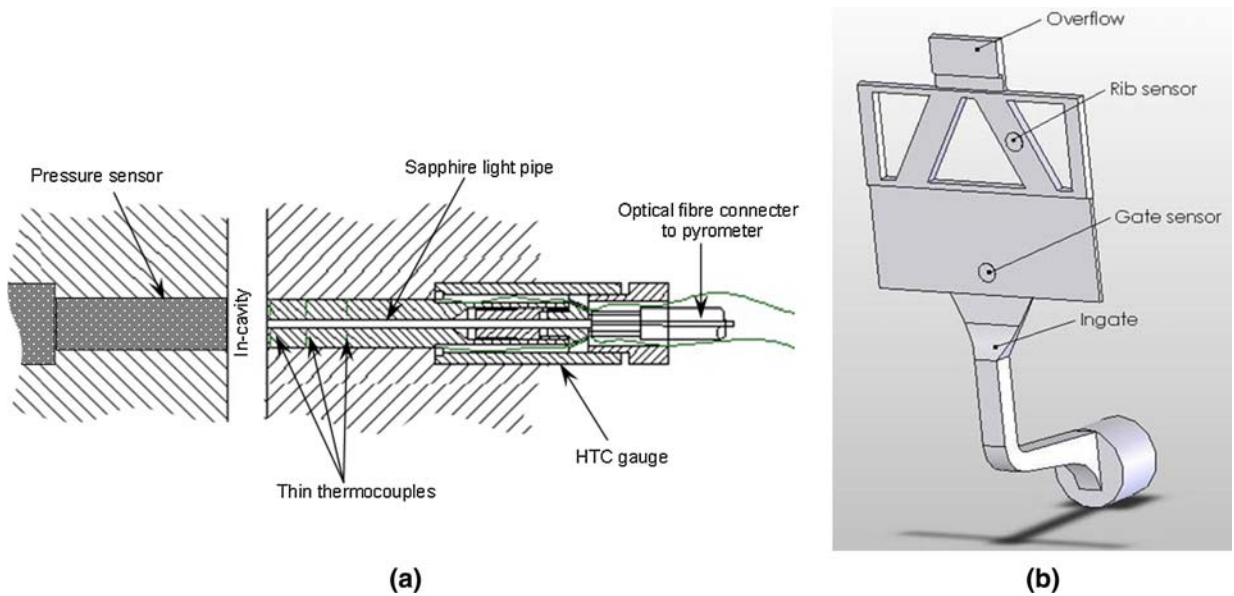 Pressure sensor
Sapphire light pipe
Optical fibre connecter
to pyrometer
In-cavity
HTC gauge
Thin thermocouples
(a)
Overflow
Rib sensor
Gate sensor
Ingate
(b)